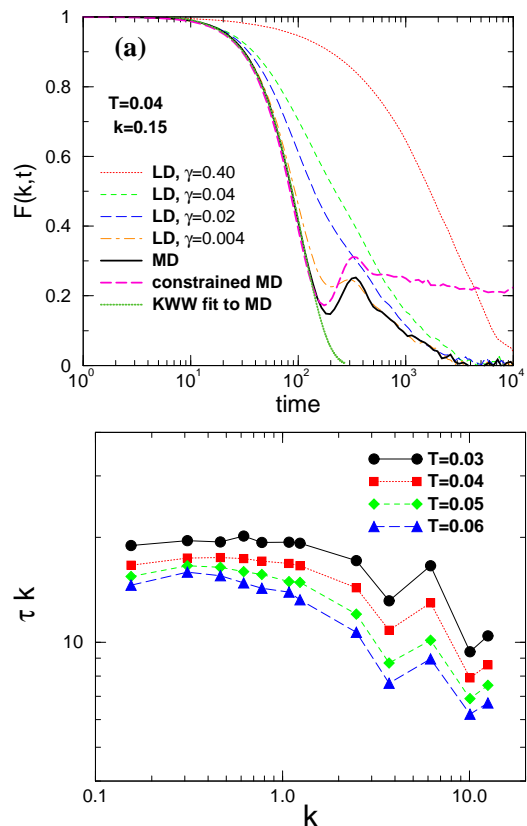 (a)
T=0.04
k=0.15
LD, γ=0.40
LD, γ=0.04
LD, γ=0.02
LD, γ=0.004
MD
constrained MD
KWW fit to MD
F(k,t)
1
0.8
0.6
0.4
0.2
0
10^0
10^1
10^2
10^3
10^4
time
T=0.03
T=0.04
T=0.05
T=0.06
τ k
10
0.1
1.0
10.0
k